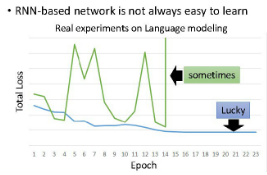 • RNN-based network is not always easy to learn
Real experiments on Language modeling
sometimes
Lucky
Total Loss
1 2 3 4 5 6 7 8 9 10 11 12 13 14 15 16 17 18 19 20 21 22 23
Epoch